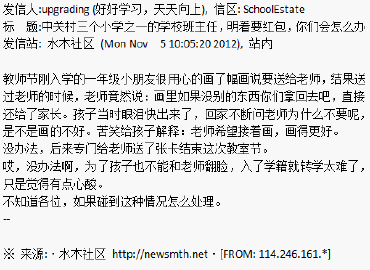 发信人:upgrading (好好学习，天天向上), 信区: SchoolEstate
标　题:中关村三个小学之一的学校班主任，明着要红包，你们会怎么办
发信站: 水木社区 (Mon Nov　5 10:05:20 2012), 站内
教师节刚入学的一年级小朋友很用心的画了幅画说要送给老师，结果送
过老师的时候，老师竟然说：画里如果没别的东西你们拿回去吧，直接
还给了家长。孩子当时眼泪快出来了，回家不断问老师为什么不要呢，
是不是画的不好。苦笑给孩子解释：老师希望接着画，画得更好。
没办法，后来专门给老师送了张卡结束这次教室节。
哎，没办法啊，为了孩子也不能和老师翻脸，入了学籍就转学太难了，
只是觉得有点心酸。
不知道各位，如果碰到这种情况怎么处理。
--
※ 来源:·水木社区 http://newsmth.net·[FROM: 114.246.161.*]